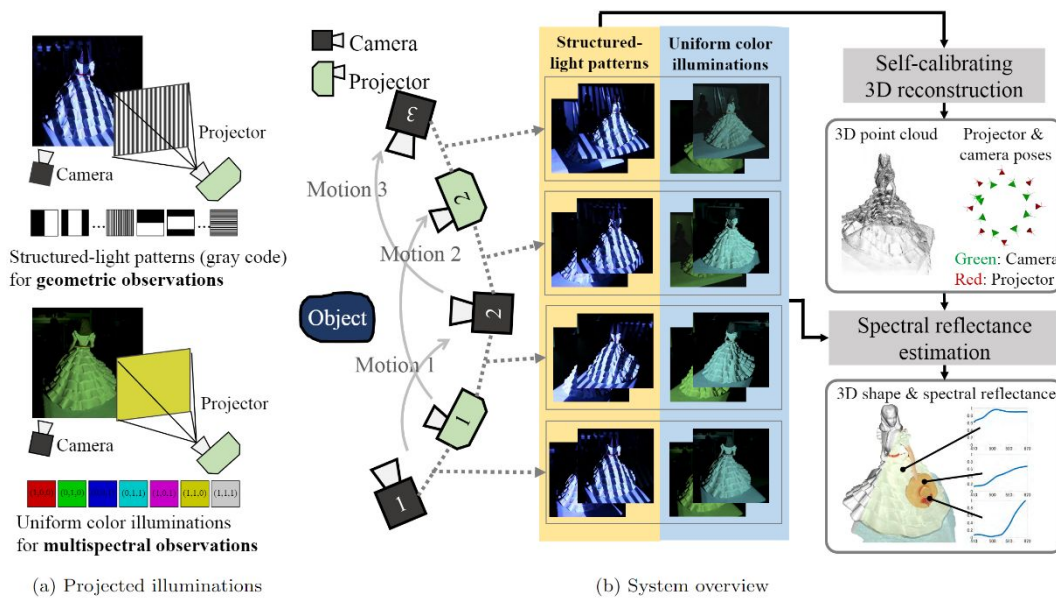 Camera
Projector
Structured-light patterns (gray code)
for geometric observations
Camera
Projector
(1,0,0) (0,1,0) (0,1,1) (1,0,1) (1,1,0) (1,1,1)
Uniform color illuminations
for multispectral observations
(a) Projected illuminations
Camera
Projector
3
Motion 3
2
Motion 2
Object
2
Motion 1
1
1
Structured-
light patterns
Uniform color
illuminations
(b) System overview
Self-calibrating
3D reconstruction
3D point cloud
Projector &
camera poses
Green: Camera
Red: Projector
Spectral reflectance
estimation
3D shape & spectral reflectance